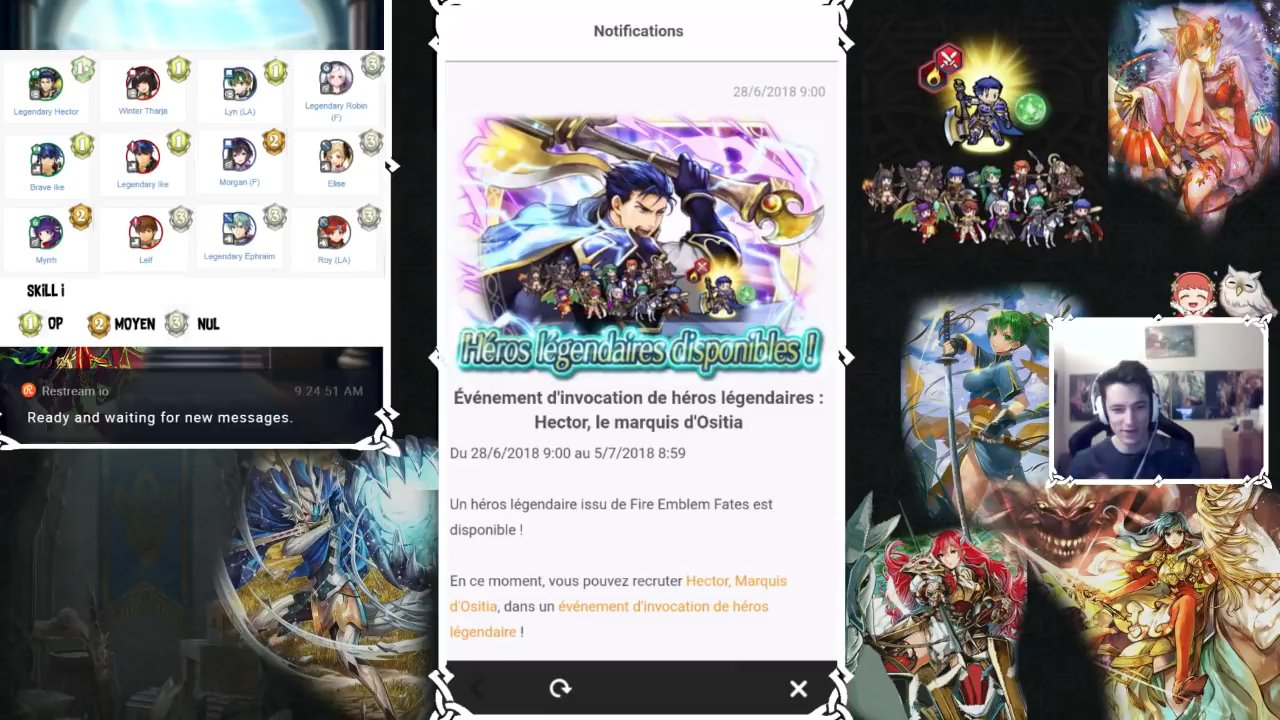 Legendary Hector
Winter Tharja
Lyn (LA)
Legendary Robin
(F)
Brave Ike
Legendary Ike
Morgan (F)
Elise
Myrrh
Leif
Legendary Ephraim
Roy (LA)
SKILL i
1 OP
2 MOYEN
3 NUL
Restream io
9:24:51 AM
Ready and waiting for new messages.
Notifications
28/6/2018 9:00
Héros légendaires disponibles !
Événement d'invocation de héros légendaires :
Hector, le marquis d'Ositia
Du 28/6/2018 9:00 au 5/7/2018 8:59
Un héros légendaire issu de Fire Emblem Fates est
disponible !
En ce moment, vous pouvez recruter Hector, Marquis
d'Ositia, dans un événement d'invocation de héros
légendaire !